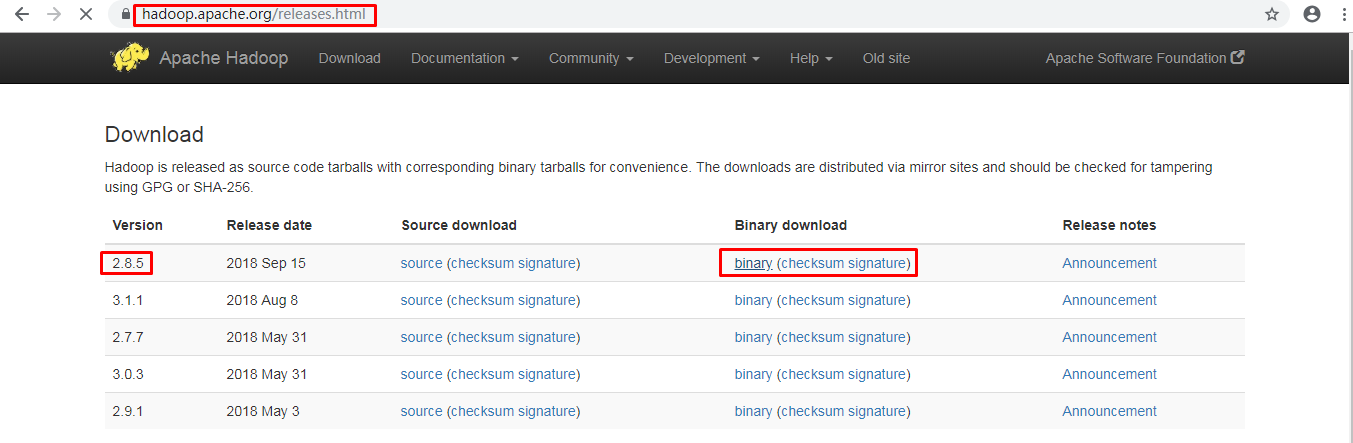 hadoop.apache.org/releases.html
Apache Hadoop Download Documentation Community Development Help Old site Apache Software Foundation
Download
Hadoop is released as source code tarballs with corresponding binary tarballs for convenience. The downloads are distributed via mirror sites and should be checked for tampering
using GPG or SHA-256.
Version Release date Source download Binary download Release notes
2.8.5 2018 Sep 15 source (checksum signature) binary (checksum signature) Announcement
3.1.1 2018 Aug 8 source (checksum signature) binary (checksum signature) Announcement
2.7.7 2018 May 31 source (checksum signature) binary (checksum signature) Announcement
3.0.3 2018 May 31 source (checksum signature) binary (checksum signature) Announcement
2.9.1 2018 May 3 source (checksum signature) binary (checksum signature) Announcement